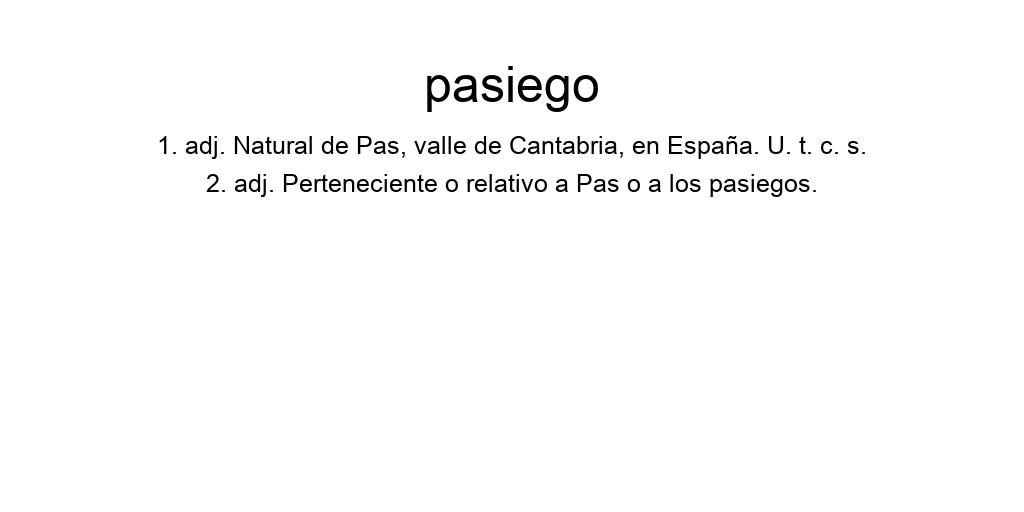 pasiego
1. adj. Natural de Pas, valle de Cantabria, en España. U. t. c. s.
2. adj. Perteneciente o relativo a Pas o a los pasiegos.